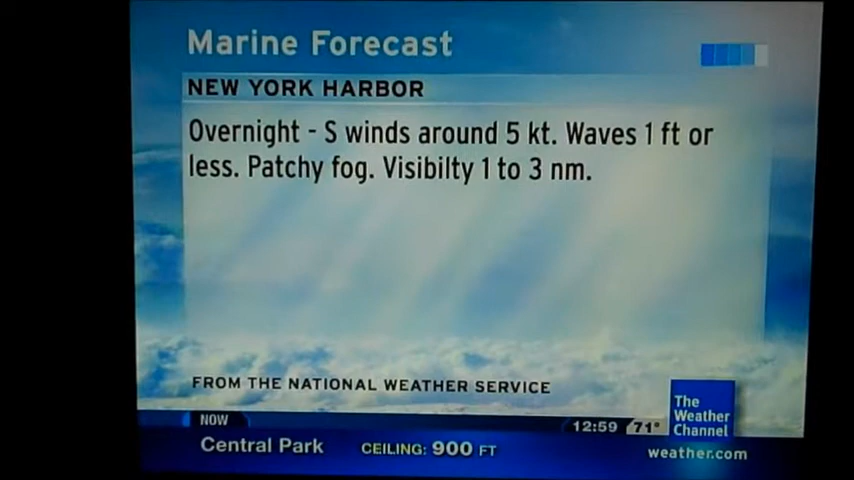 Marine Forecast
NEW YORK HARBOR
Overnight - S winds around 5 kt. Waves 1 ft or
less. Patchy fog. Visibilty 1 to 3 nm.
FROM THE NATIONAL WEATHER SERVICE
NOW
12:59 71°
The
Weather
Channel
Central Park CEILING: 900 FT
weather.com